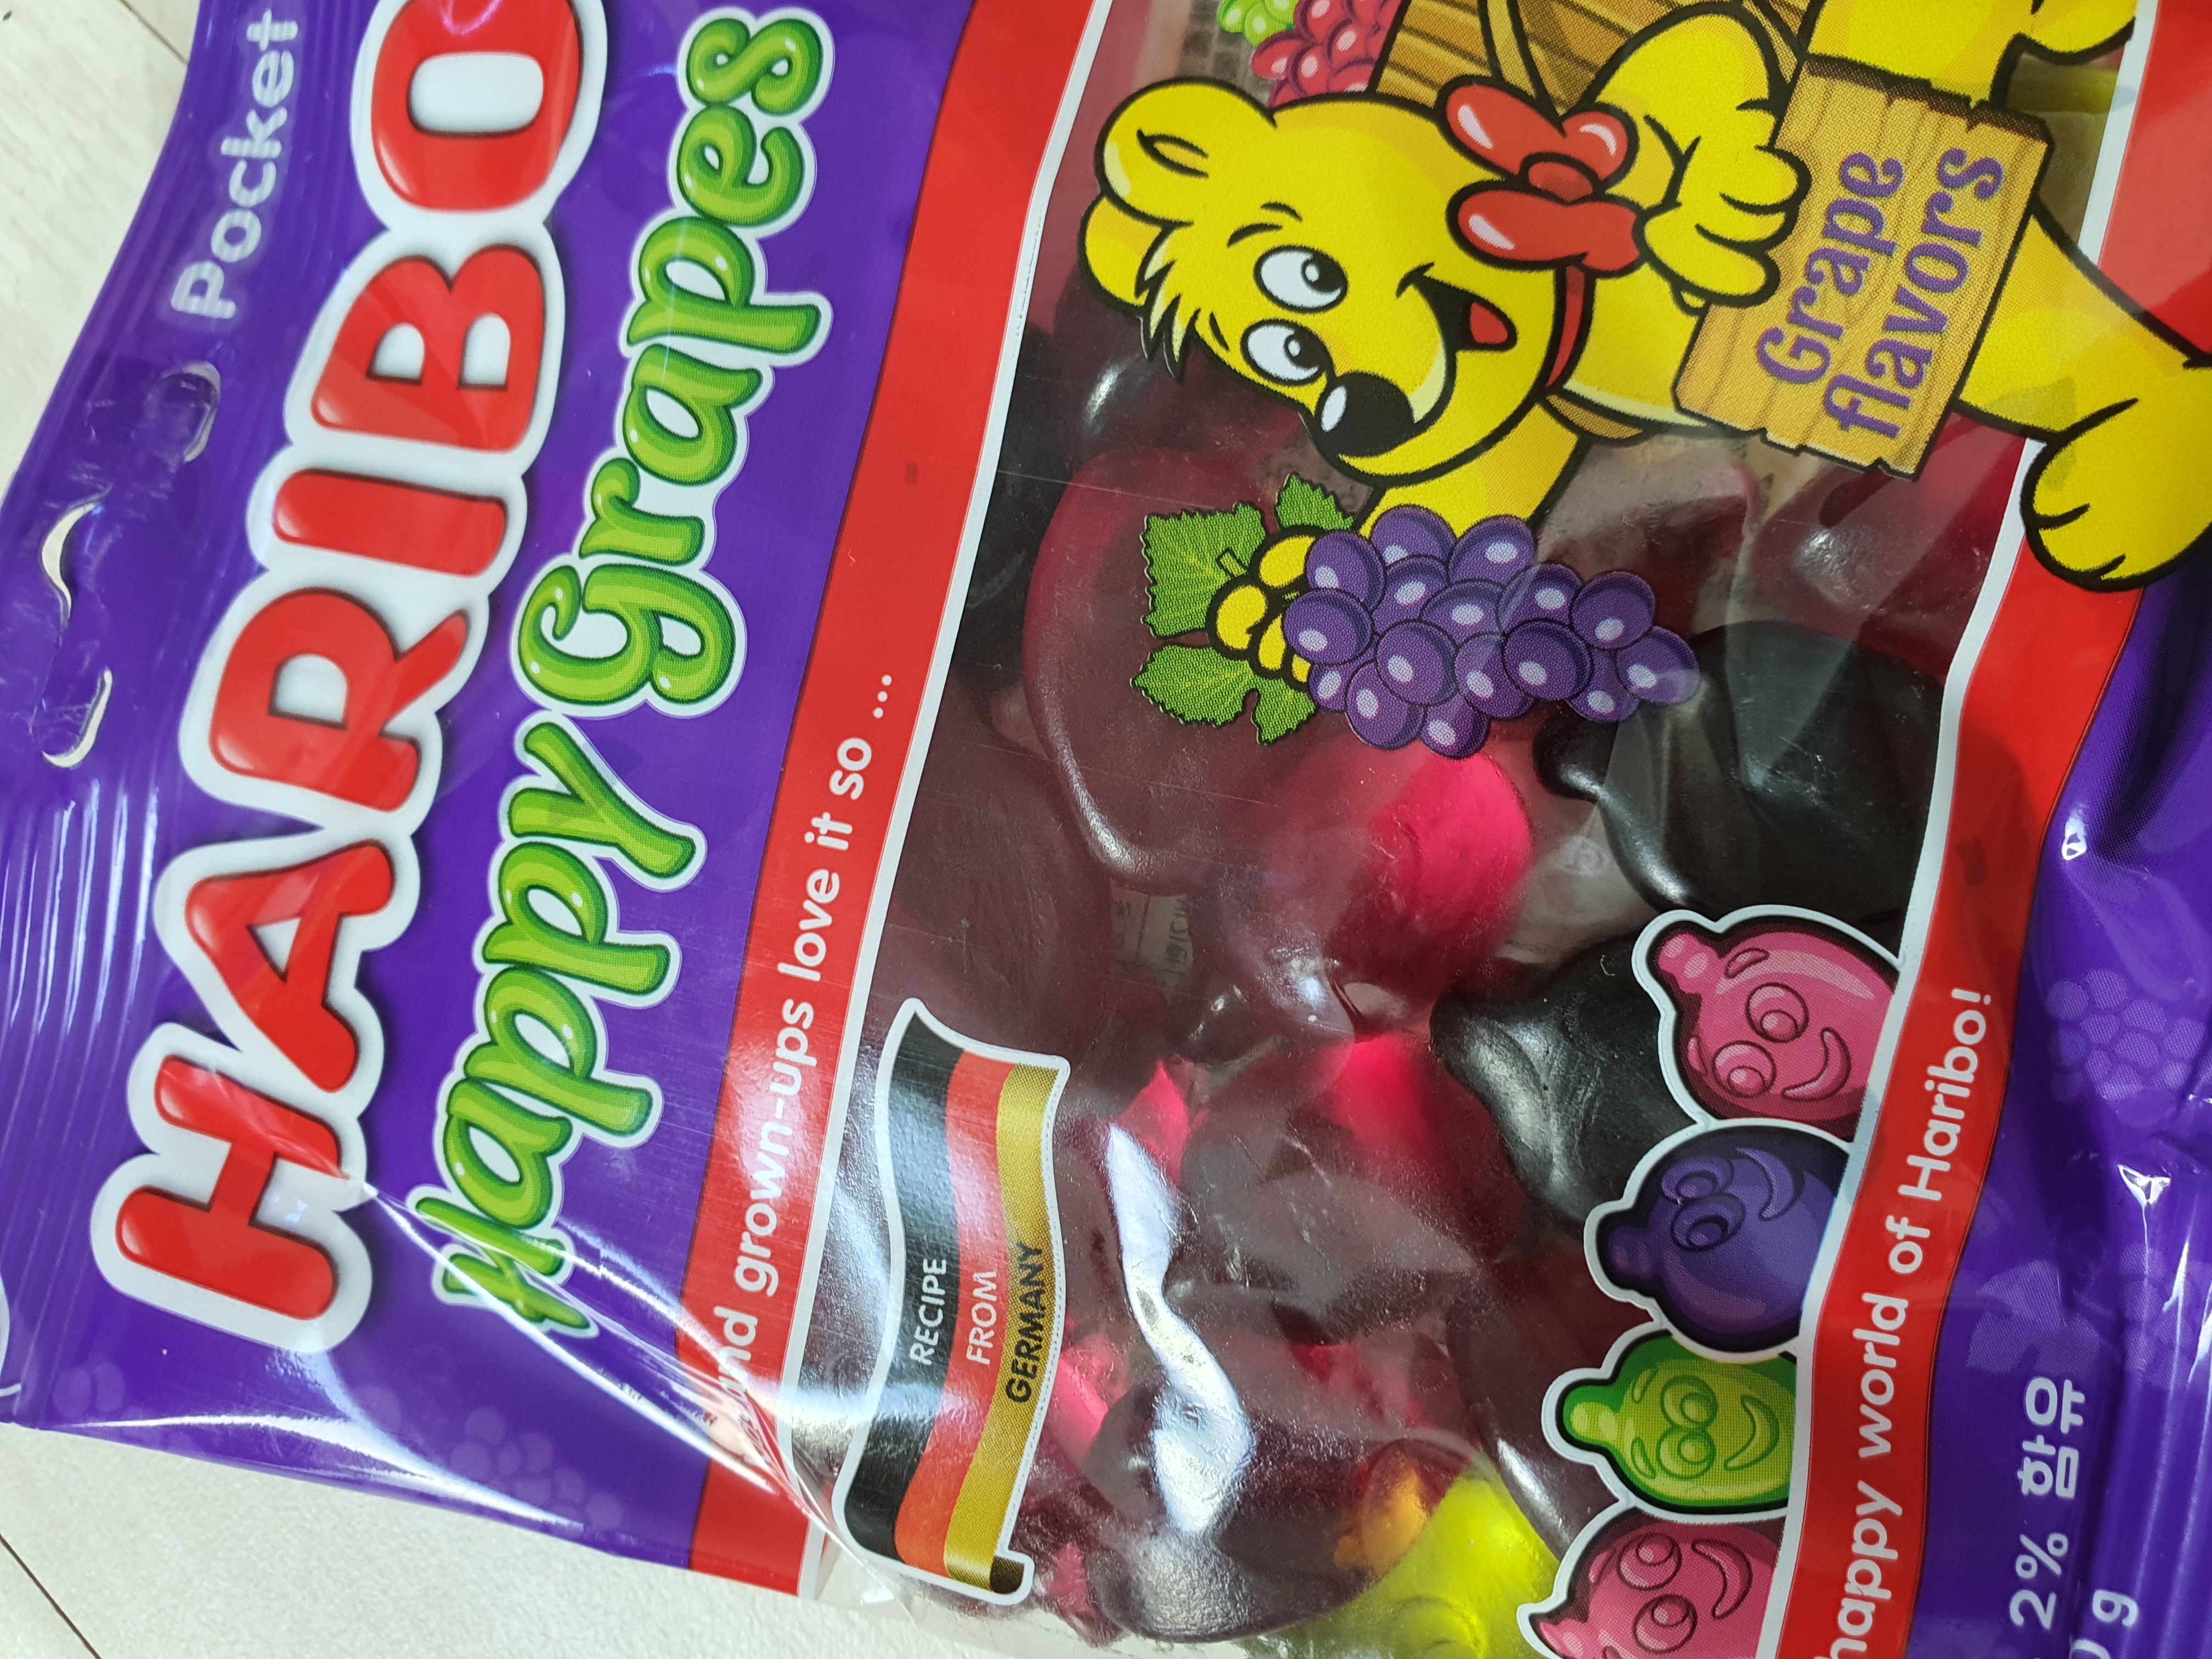 Pocket
HARIBO
Happy Grapes
and grown-ups love it so ...
Grape
flavors
RECIPE
FROM
GERMANY
happy world of Haribo!
2% 함유
g